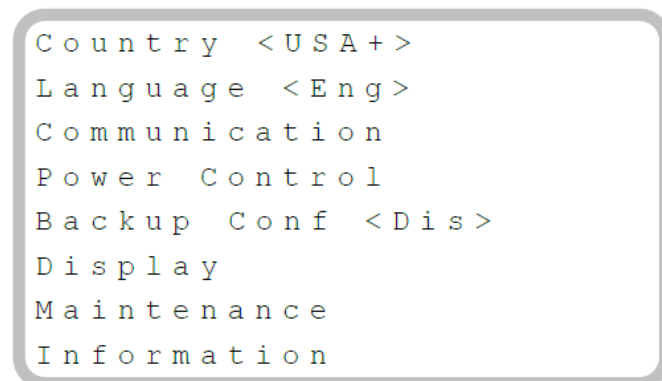 Country <USA+>
Language <Eng>
Communication
Power Control
Backup Conf <Dis>
Display
Maintenance
Information